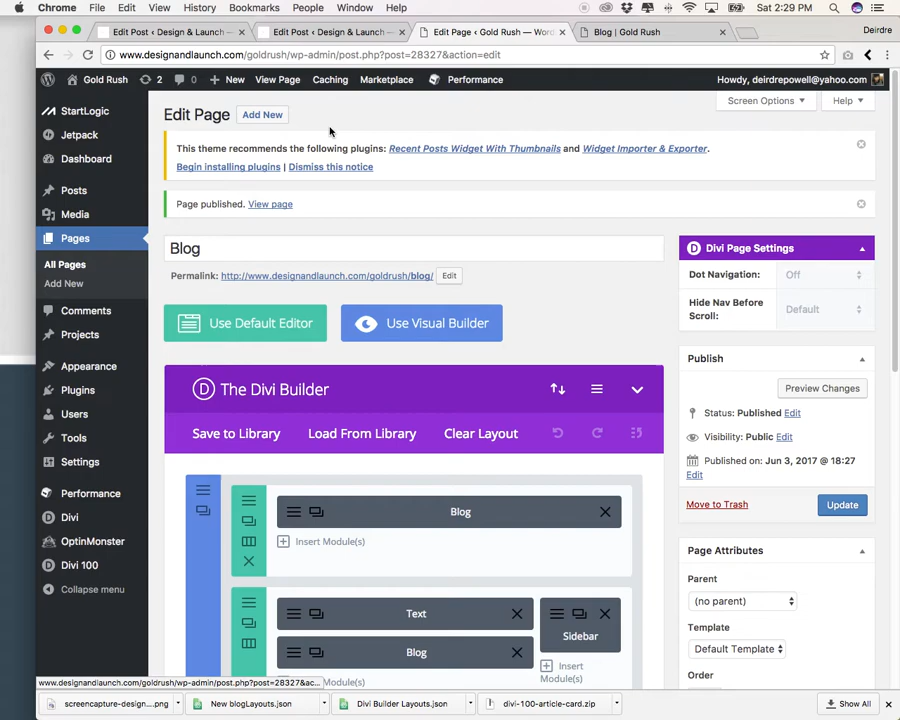 Chrome File Edit View History Bookmarks People Window Help Sat 2:29 PM
Edit Post ‹ Design & Launch — Edit Post ‹ Design & Launch — Edit Page ‹ Gold Rush — Wor Blog | Gold Rush Deirdre
www.designandlaunch.com/goldrush/wp-admin/post.php?post=28327&action=edit
Gold Rush 2 0 New View Page Caching Marketplace Performance Howdy, deirdrepowell@yahoo.com
Screen Options Help
StartLogic
Jetpack
Dashboard
Posts
Media
Pages
All Pages
Add New
Comments
Projects
Appearance
Plugins
Users
Tools
Settings
Performance
Divi
OptinMonster
Divi 100
Collapse menu
Edit Page Add New
This theme recommends the following plugins: Recent Posts Widget With Thumbnails and Widget Importer & Exporter.
Begin installing plugins | Dismiss this notice
Page published. View page
Blog
Permalink: http://www.designandlaunch.com/goldrush/blog/ Edit
Use Default Editor Use Visual Builder
D The Divi Builder
Save to Library Load From Library Clear Layout
Blog
Insert Module(s)
Text
Blog
Sidebar
Insert
Module(s)
D Divi Page Settings
Dot Navigation: Off
Hide Nav Before
Scroll: Default
Publish
Preview Changes
Status: Published Edit
Visibility: Public Edit
Published on: Jun 3, 2017 @ 18:27
Edit
Move to Trash Update
Page Attributes
Parent
(no parent)
Template
Default Template
Order
www.designandlaunch.com/goldrush/wp-admin/post.php?post=28327&ac...
screencapture-design....png New blogLayouts.json Divi Builder Layouts.json divi-100-article-card.zip Show All